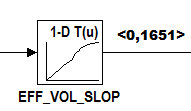 1-D T(u)
<0,1651>
EFF_VOL_SLOP